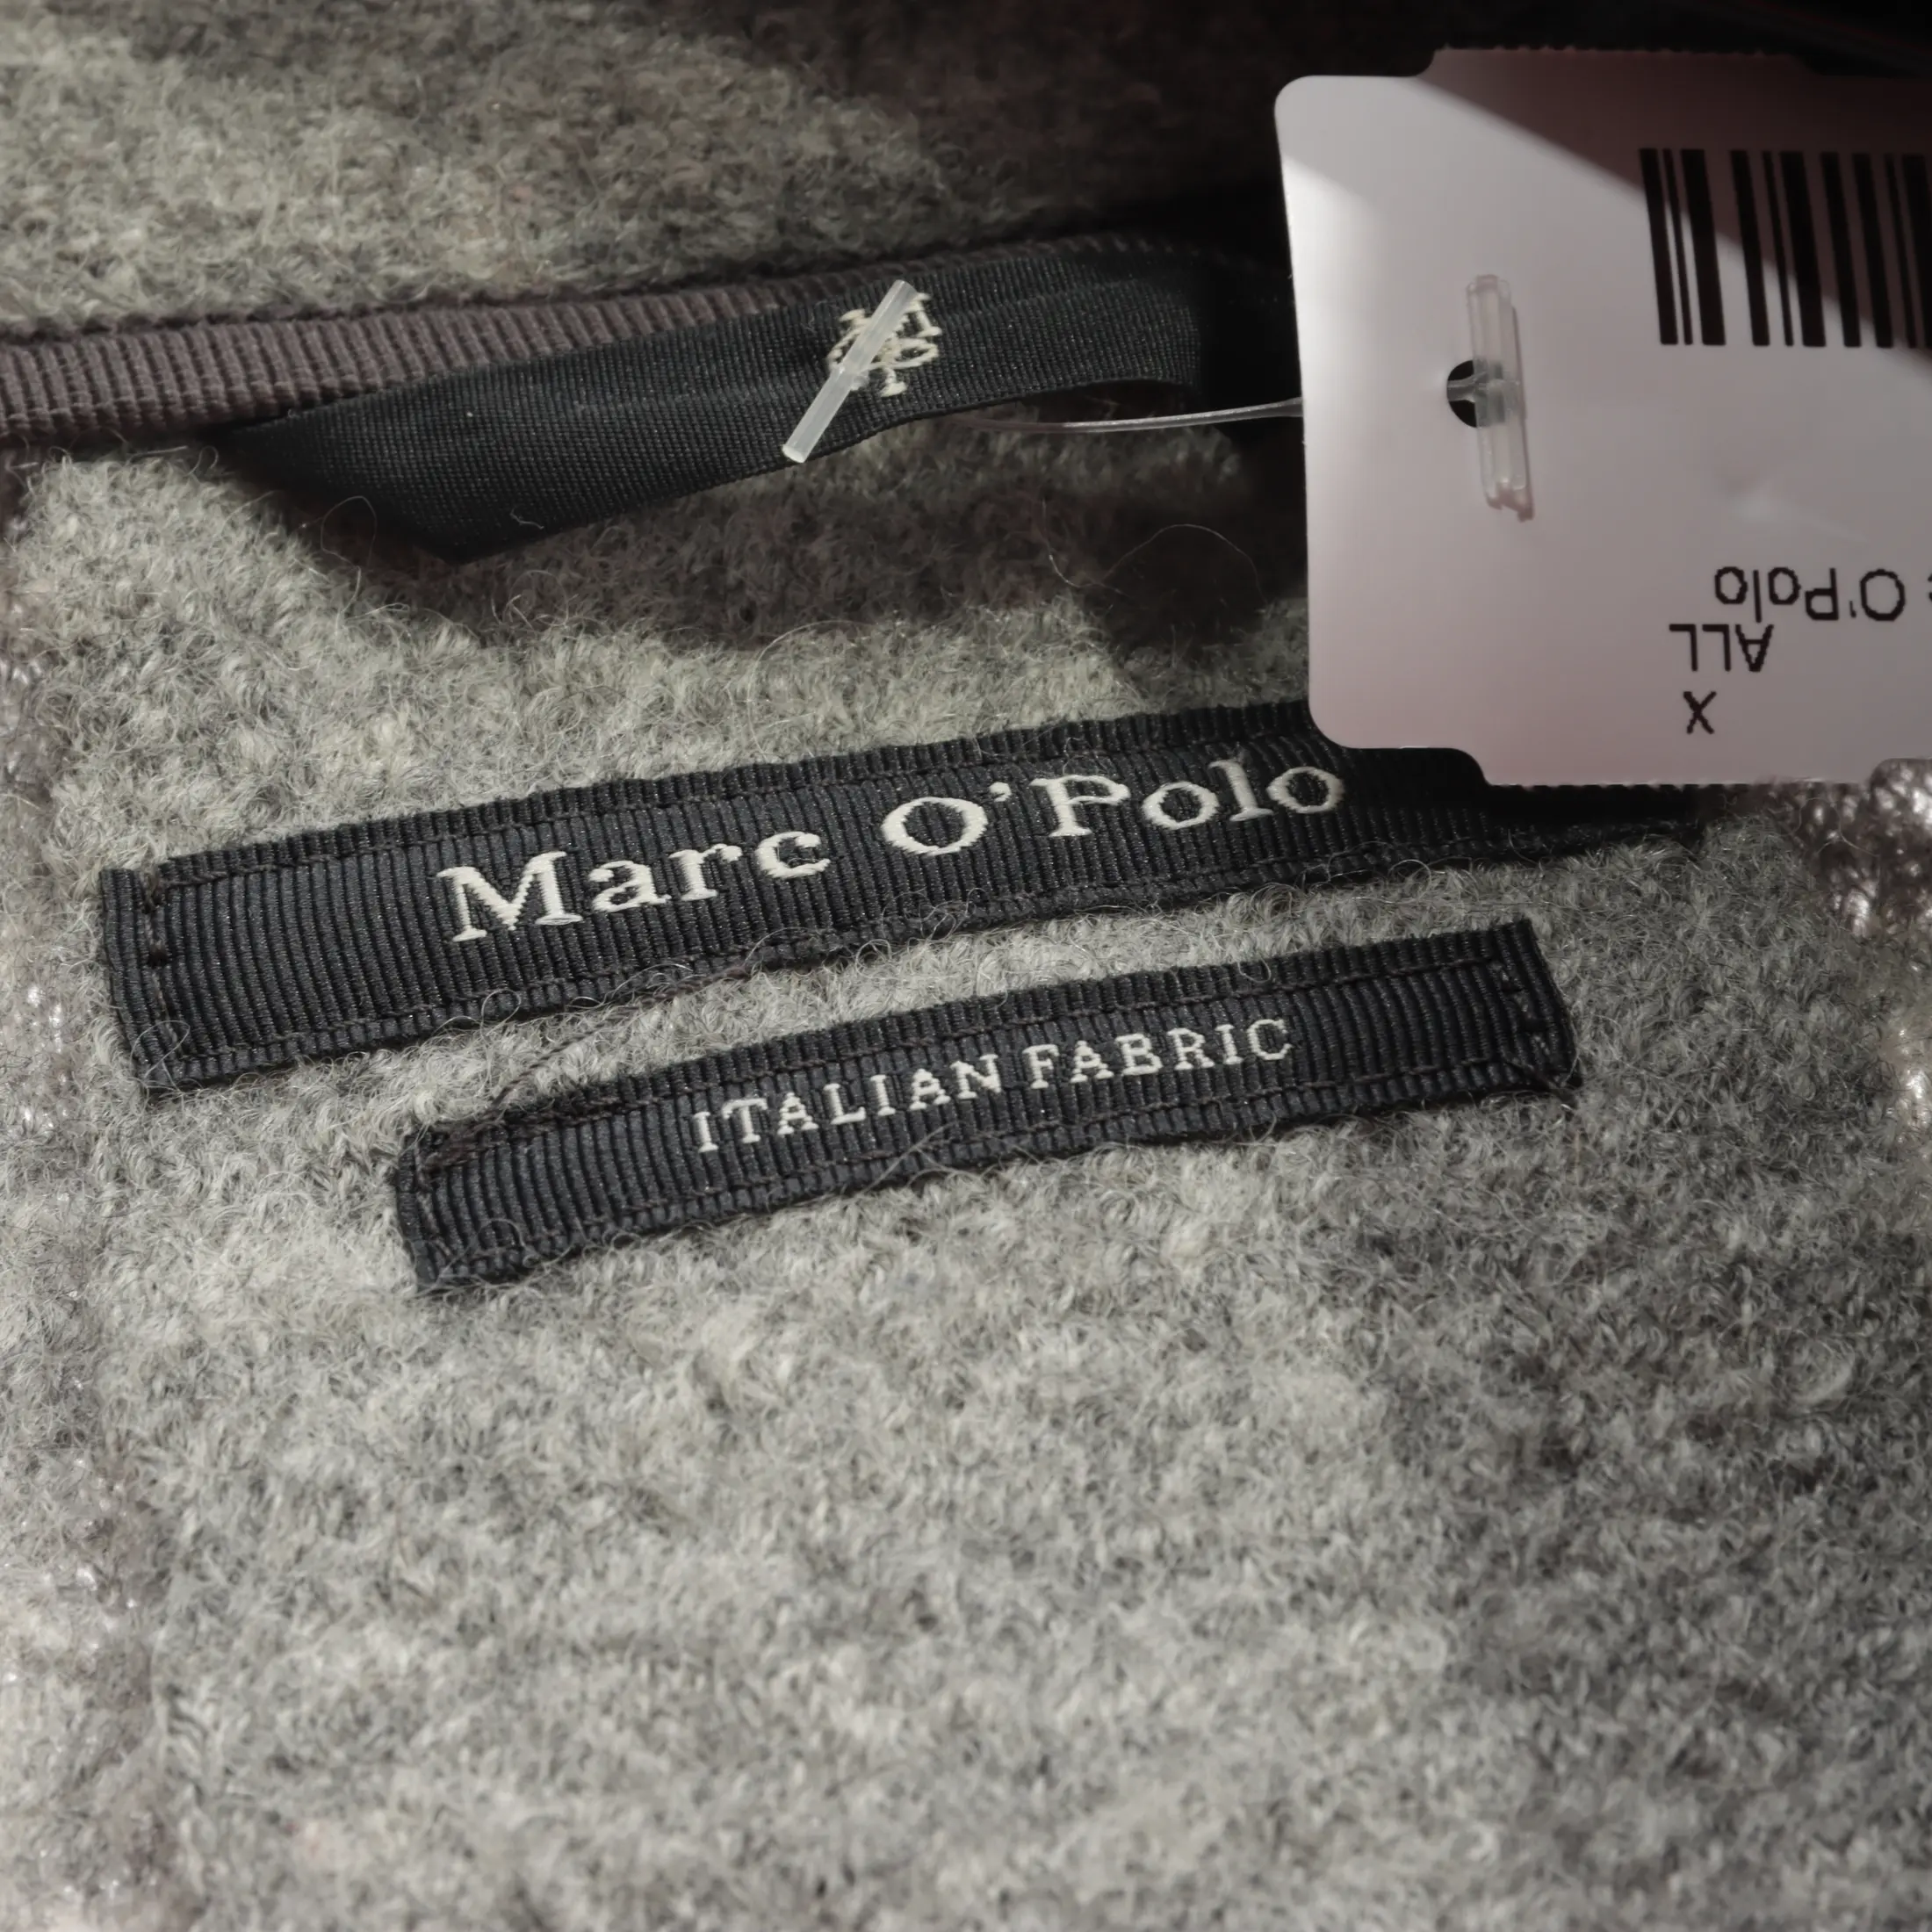 Marc O'Polo
ITALIAN FABRIC
X
ALL
O'Polo